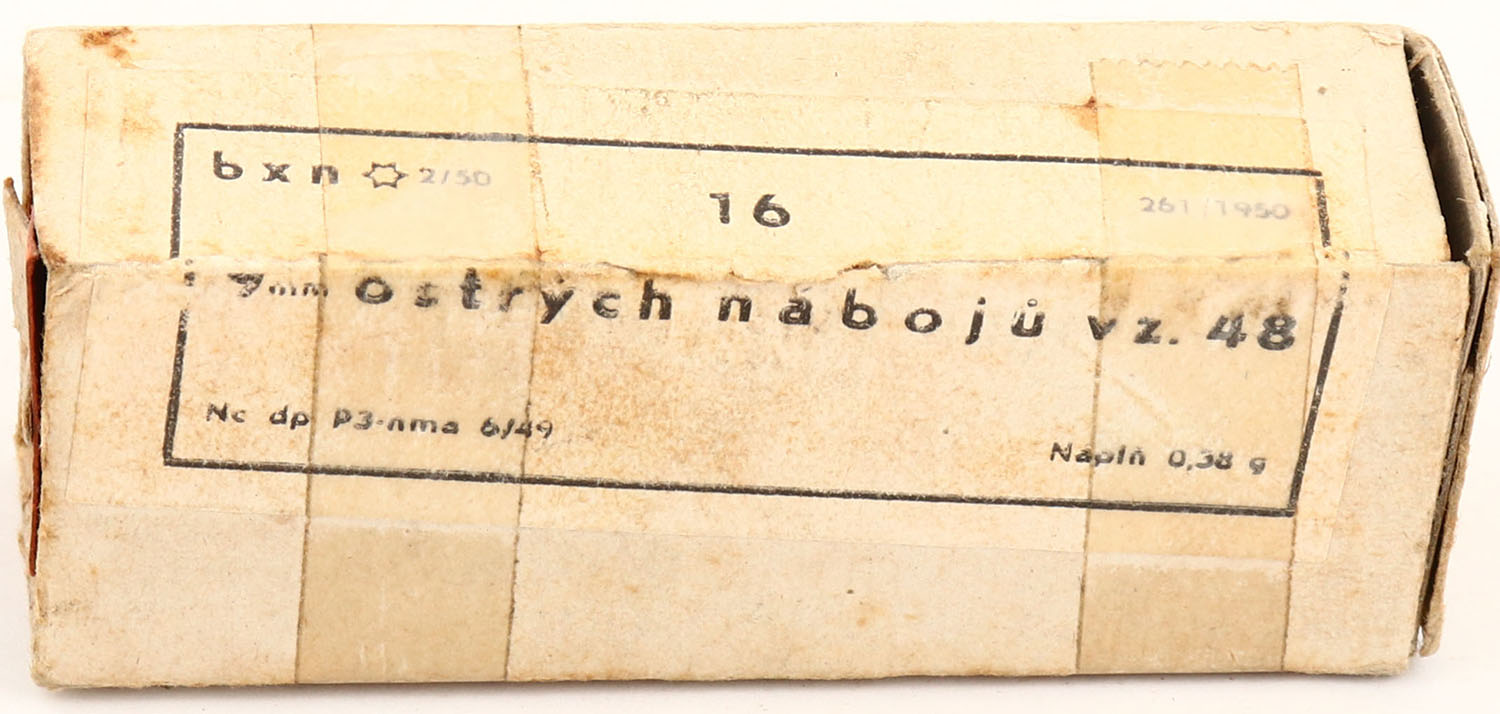 bxn 2/50
16
261/1950
9mm ostrých nábojů vz. 48
Nc dp P3-nma 6/49
Náplň 0,38 g